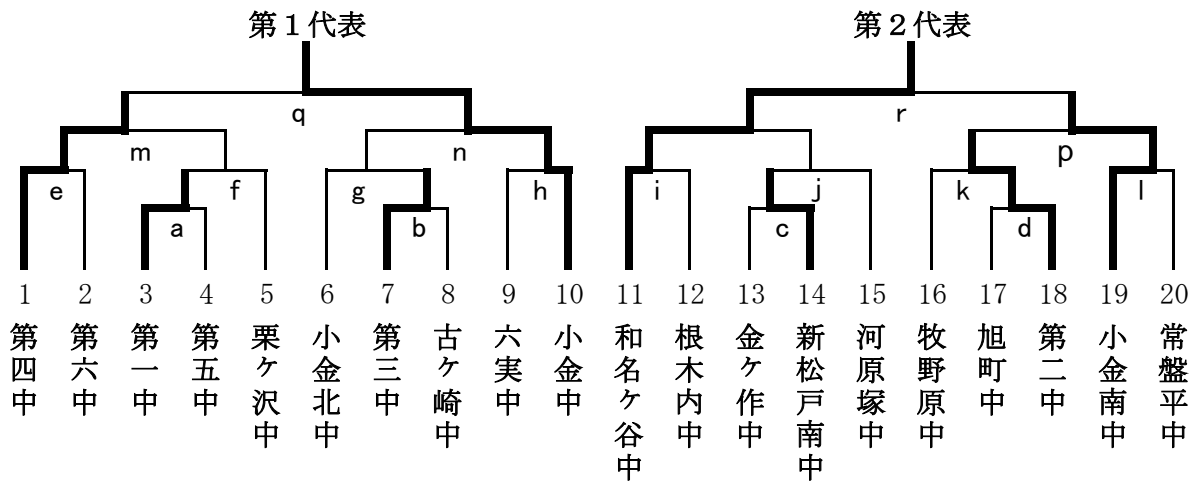 第１代表 第２代表
q r
m n p
e f g h i j k l
a b c d
1 2 3 4 5 6 7 8 9 10 11 12 13 14 15 16 17 18 19 20
第四中
第六中
第一中
第五中
栗ケ沢中
小金北中
第三中
古ケ崎中
六実中
小金中
和名ケ谷中
根木内中
金ケ作中
新松戸南中
河原塚中
牧野原中
旭町中
第二中
小金南中
常盤平中